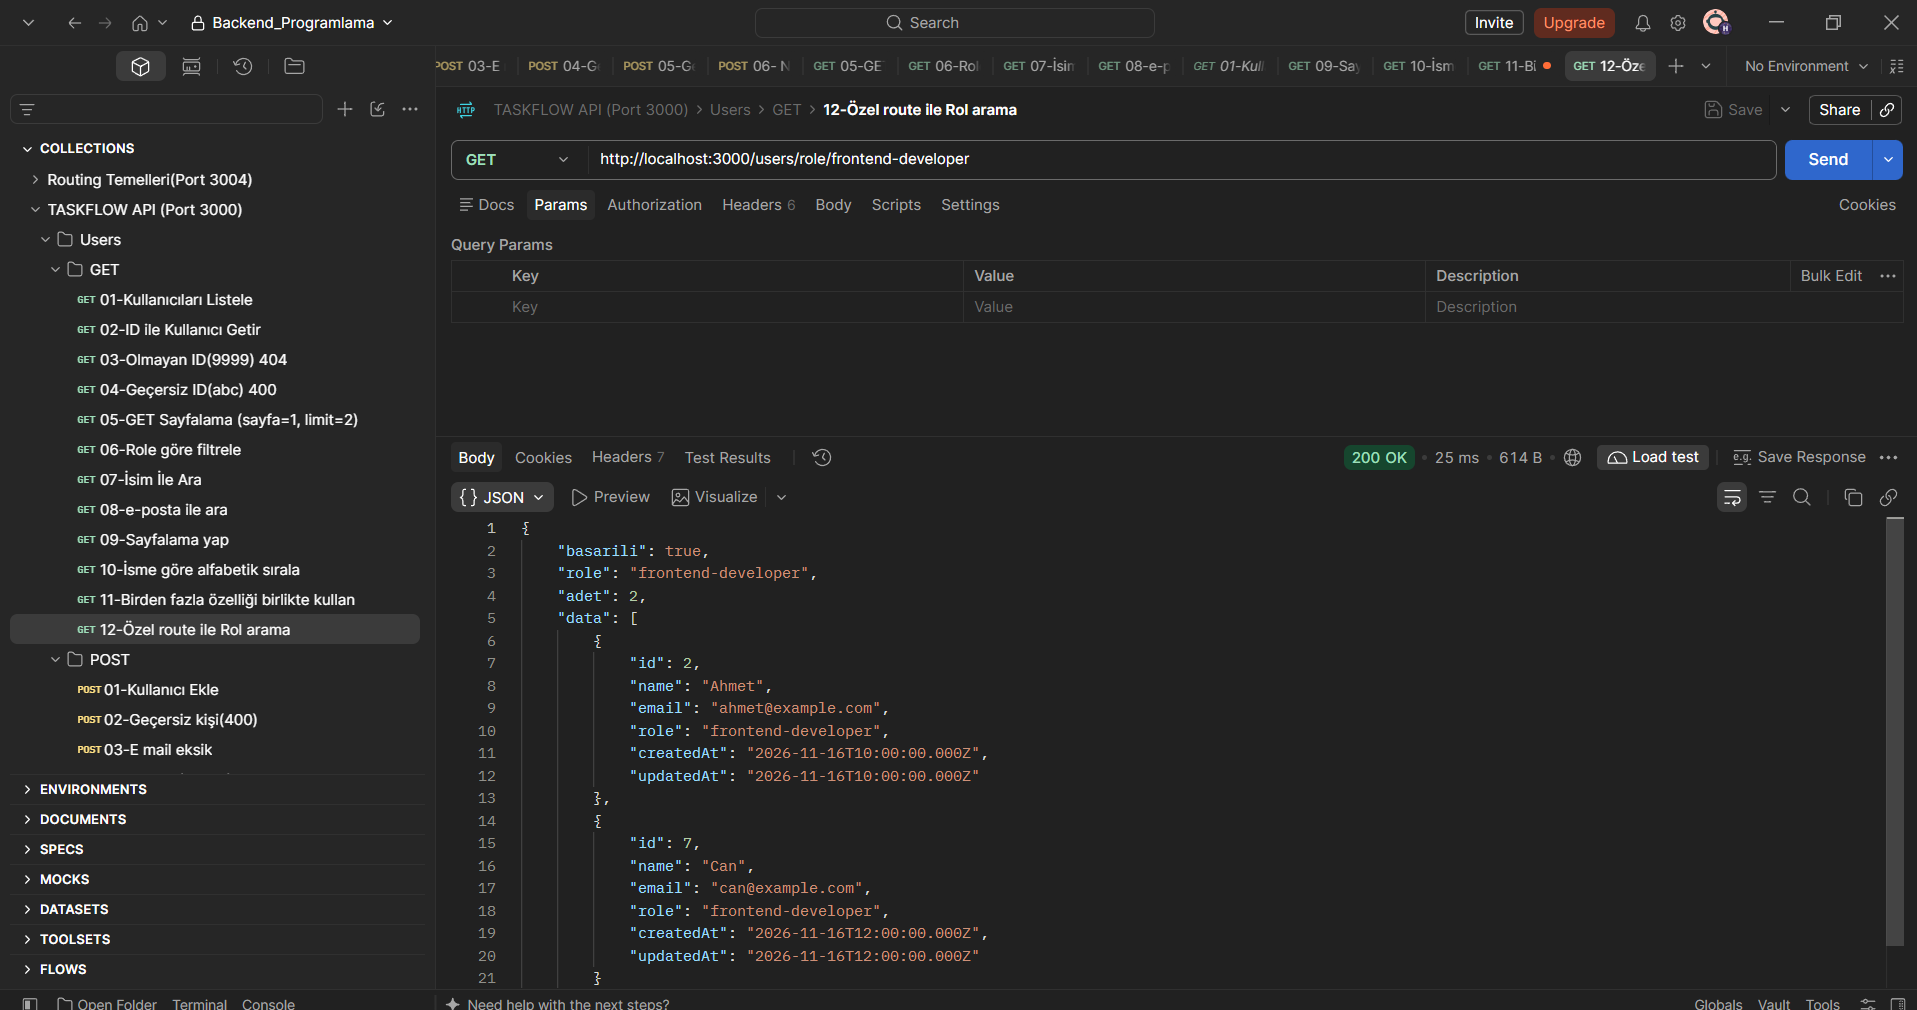 Backend_Programlama
Search
Invite
Upgrade
POST 03-E
POST 04-G
POST 05-G
POST 06- N
GET 05-GE
GET 06-Rol
GET 07-İsim
GET 08-e-p
GET 01-Kull
GET 09-Say
GET 10-İsm
GET 11-Bi
GET 12-Öze
No Environment
TASKFLOW API (Port 3000) > Users > GET > 12-Özel route ile Rol arama
Save
Share
COLLECTIONS
Routing Temelleri(Port 3004)
TASKFLOW API (Port 3000)
Users
GET
GET 01-Kullanıcıları Listele
GET 02-ID ile Kullanıcı Getir
GET 03-Olmayan ID(9999) 404
GET 04-Geçersiz ID(abc) 400
GET 05-GET Sayfalama (sayfa=1, limit=2)
GET 06-Role göre filtrele
GET 07-İsim İle Ara
GET 08-e-posta ile ara
GET 09-Sayfalama yap
GET 10-İsme göre alfabetik sırala
GET 11-Birden fazla özelliği birlikte kullan
GET 12-Özel route ile Rol arama
POST
POST 01-Kullanıcı Ekle
POST 02-Geçersiz kişi(400)
POST 03-E mail eksik
ENVIRONMENTS
DOCUMENTS
SPECS
MOCKS
DATASETS
TOOLSETS
FLOWS
GET
http://localhost:3000/users/role/frontend-developer
Send
Docs
Params
Authorization
Headers 6
Body
Scripts
Settings
Cookies
Query Params
Key
Value
Description
Bulk Edit
Key
Value
Description
Body
Cookies
Headers 7
Test Results
200 OK
25 ms
614 B
Load test
e.g. Save Response
{} JSON
Preview
Visualize
1 {
2 "basarili": true,
3 "role": "frontend-developer",
4 "adet": 2,
5 "data": [
6 {
7 "id": 2,
8 "name": "Ahmet",
9 "email": "ahmet@example.com",
10 "role": "frontend-developer",
11 "createdAt": "2026-11-16T10:00:00.000Z",
12 "updatedAt": "2026-11-16T10:00:00.000Z"
13 },
14 {
15 "id": 7,
16 "name": "Can",
17 "email": "can@example.com",
18 "role": "frontend-developer",
19 "createdAt": "2026-11-16T12:00:00.000Z",
20 "updatedAt": "2026-11-16T12:00:00.000Z"
21 }
Open Folder
Terminal
Console
Need help with the next steps?
Globals
Vault
Tools